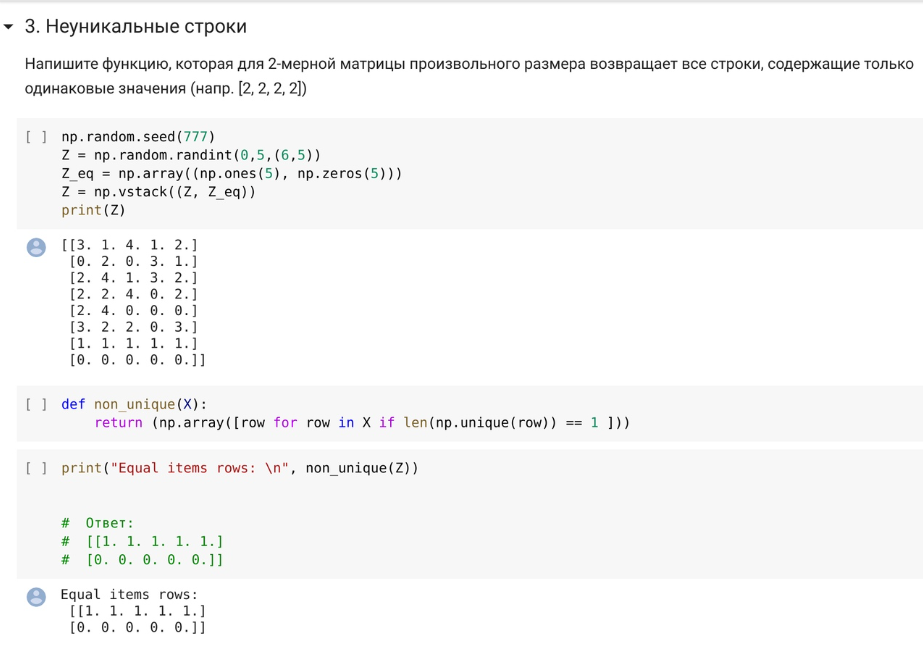 3. Неуникальные строки
Напишите функцию, которая для 2-мерной матрицы произвольного размера возвращает все строки, содержащие только
одинаковые значения (напр. [2, 2, 2, 2])
[ ] np.random.seed(777)
Z = np.random.randint(0,5,(6,5))
Z_eq = np.array((np.ones(5), np.zeros(5)))
Z = np.vstack((Z, Z_eq))
print(Z)
[[3. 1. 4. 1. 2.]
[0. 2. 0. 3. 1.]
[2. 4. 1. 3. 2.]
[2. 2. 4. 0. 2.]
[2. 4. 0. 0. 0.]
[3. 2. 2. 0. 3.]
[1. 1. 1. 1. 1.]
[0. 0. 0. 0. 0.]]
[ ] def non_unique(X):
return (np.array([row for row in X if len(np.unique(row)) == 1 ]))
[ ] print("Equal items rows: \n", non_unique(Z))
# Ответ:
# [[1. 1. 1. 1. 1.]
# [0. 0. 0. 0. 0.]]
Equal items rows:
[[1. 1. 1. 1. 1.]
[0. 0. 0. 0. 0.]]